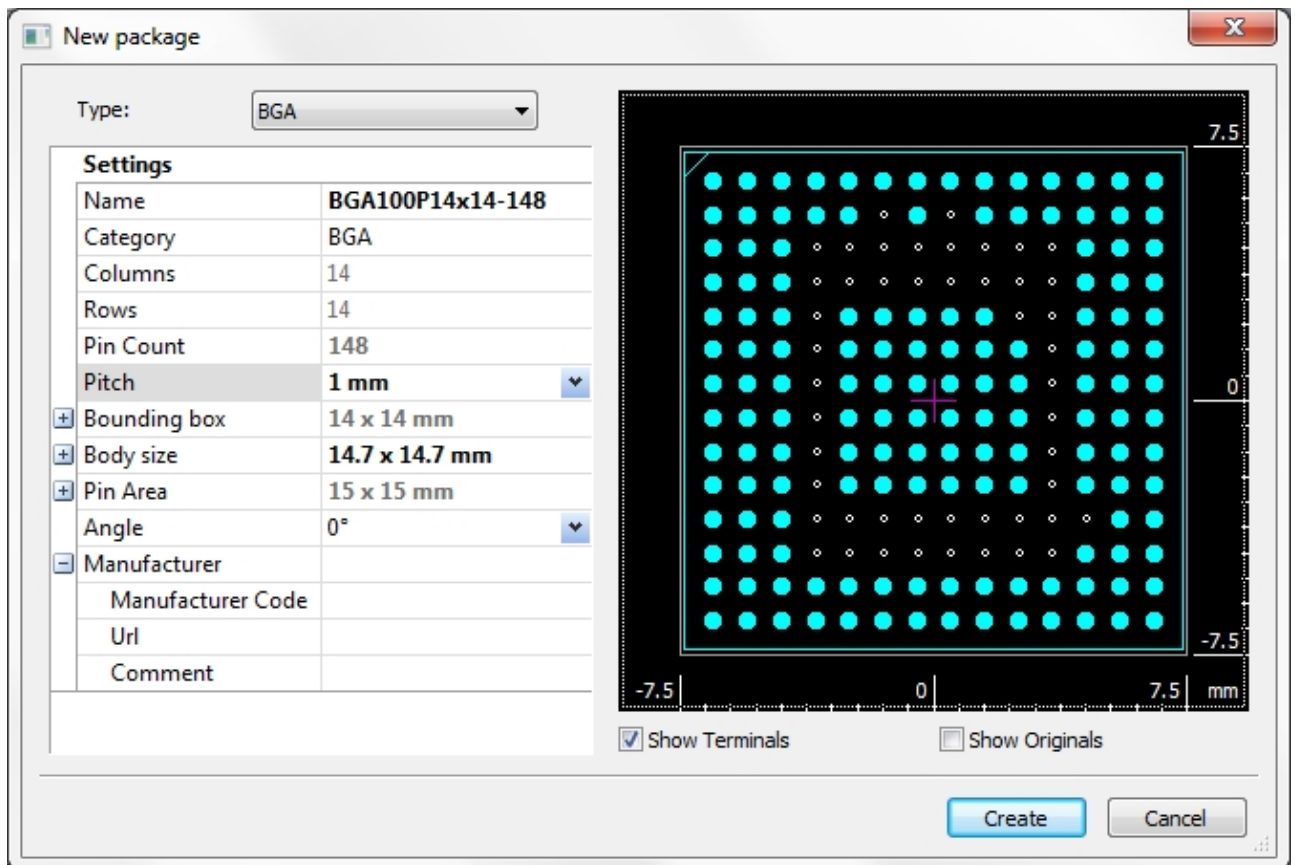 New package
Type: BGA
Settings
Name BGA100P14x14-148
Category BGA
Columns 14
Rows 14
Pin Count 148
Pitch 1 mm
Bounding box 14 x 14 mm
Body size 14.7 x 14.7 mm
Pin Area 15 x 15 mm
Angle 0°
Manufacturer
Manufacturer Code
Url
Comment
7.5
0
-7.5
-7.5 0 7.5 mm
Show Terminals Show Originals
Create Cancel